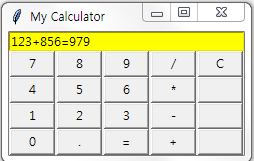 My Calculator
123+856=979
7 8 9 / C
4 5 6 *
1 2 3 -
0 . = +